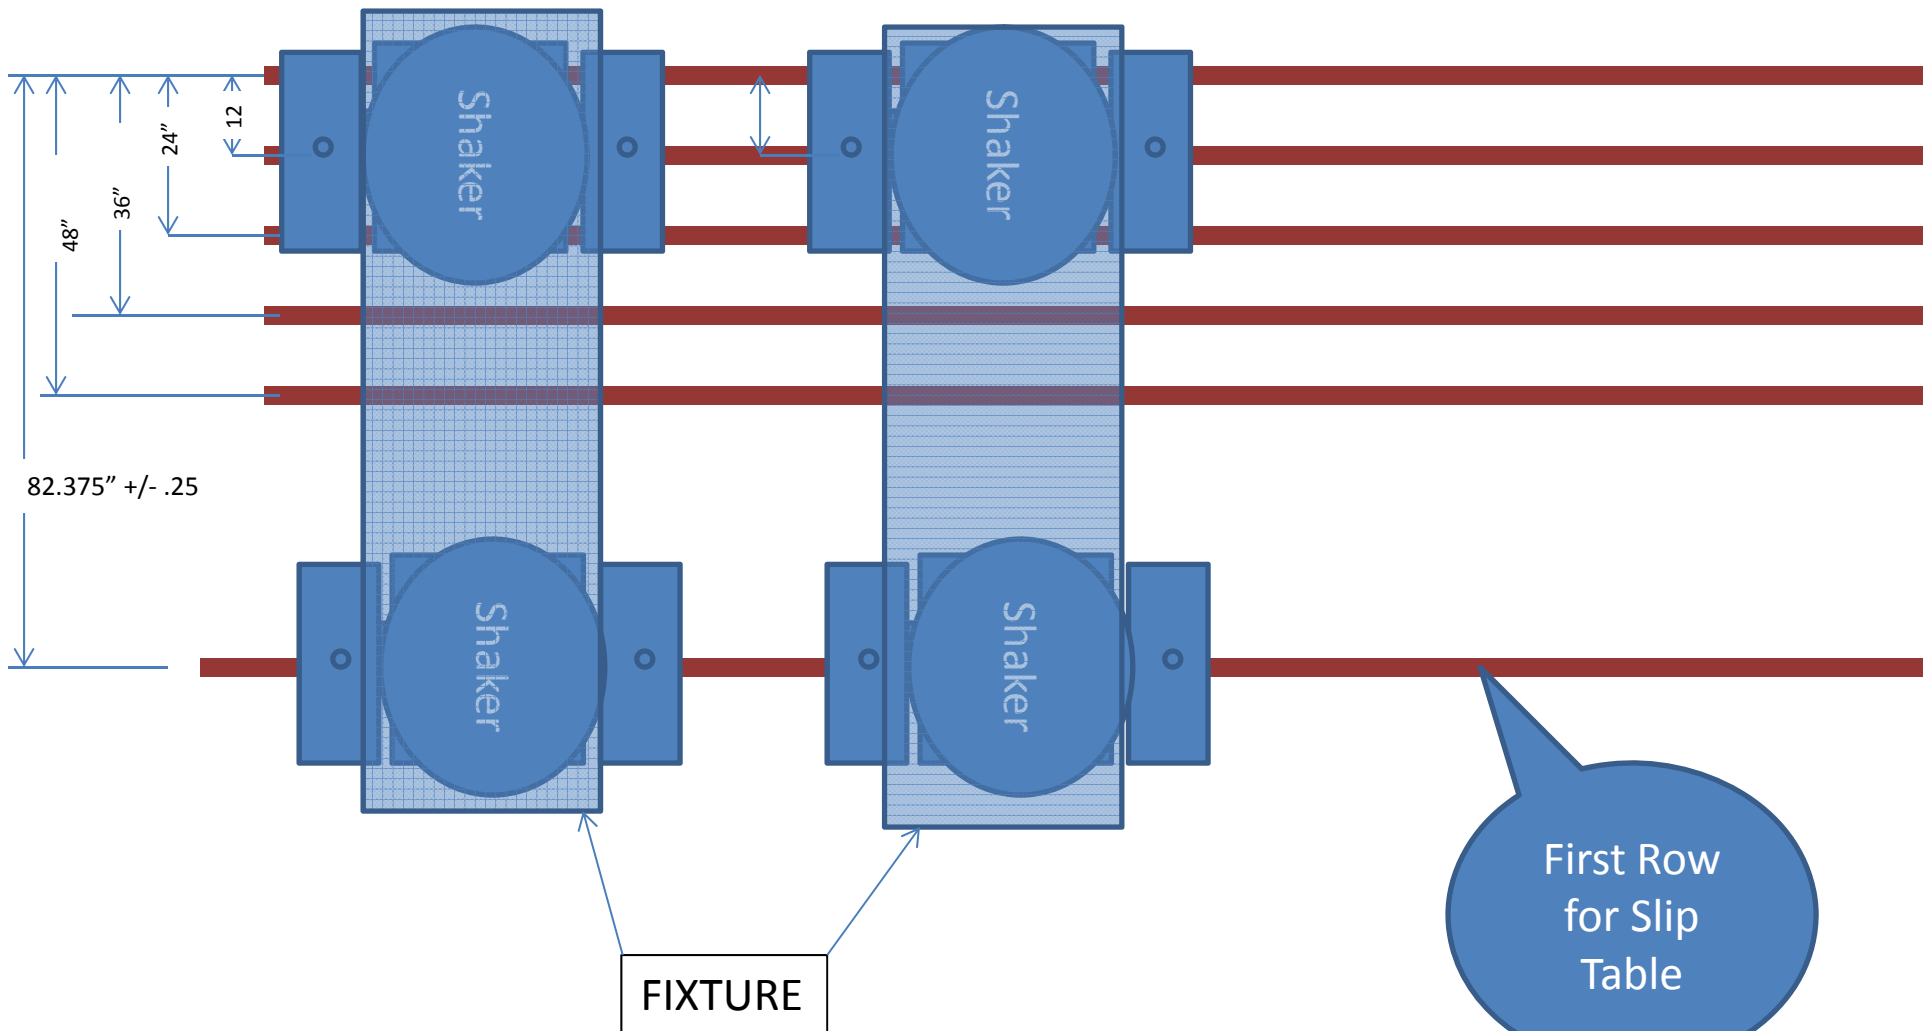 Shaker
Shaker
12
24”
36”
48”
82.375” +/- .25
Shaker
Shaker
First Row
for Slip
Table
FIXTURE